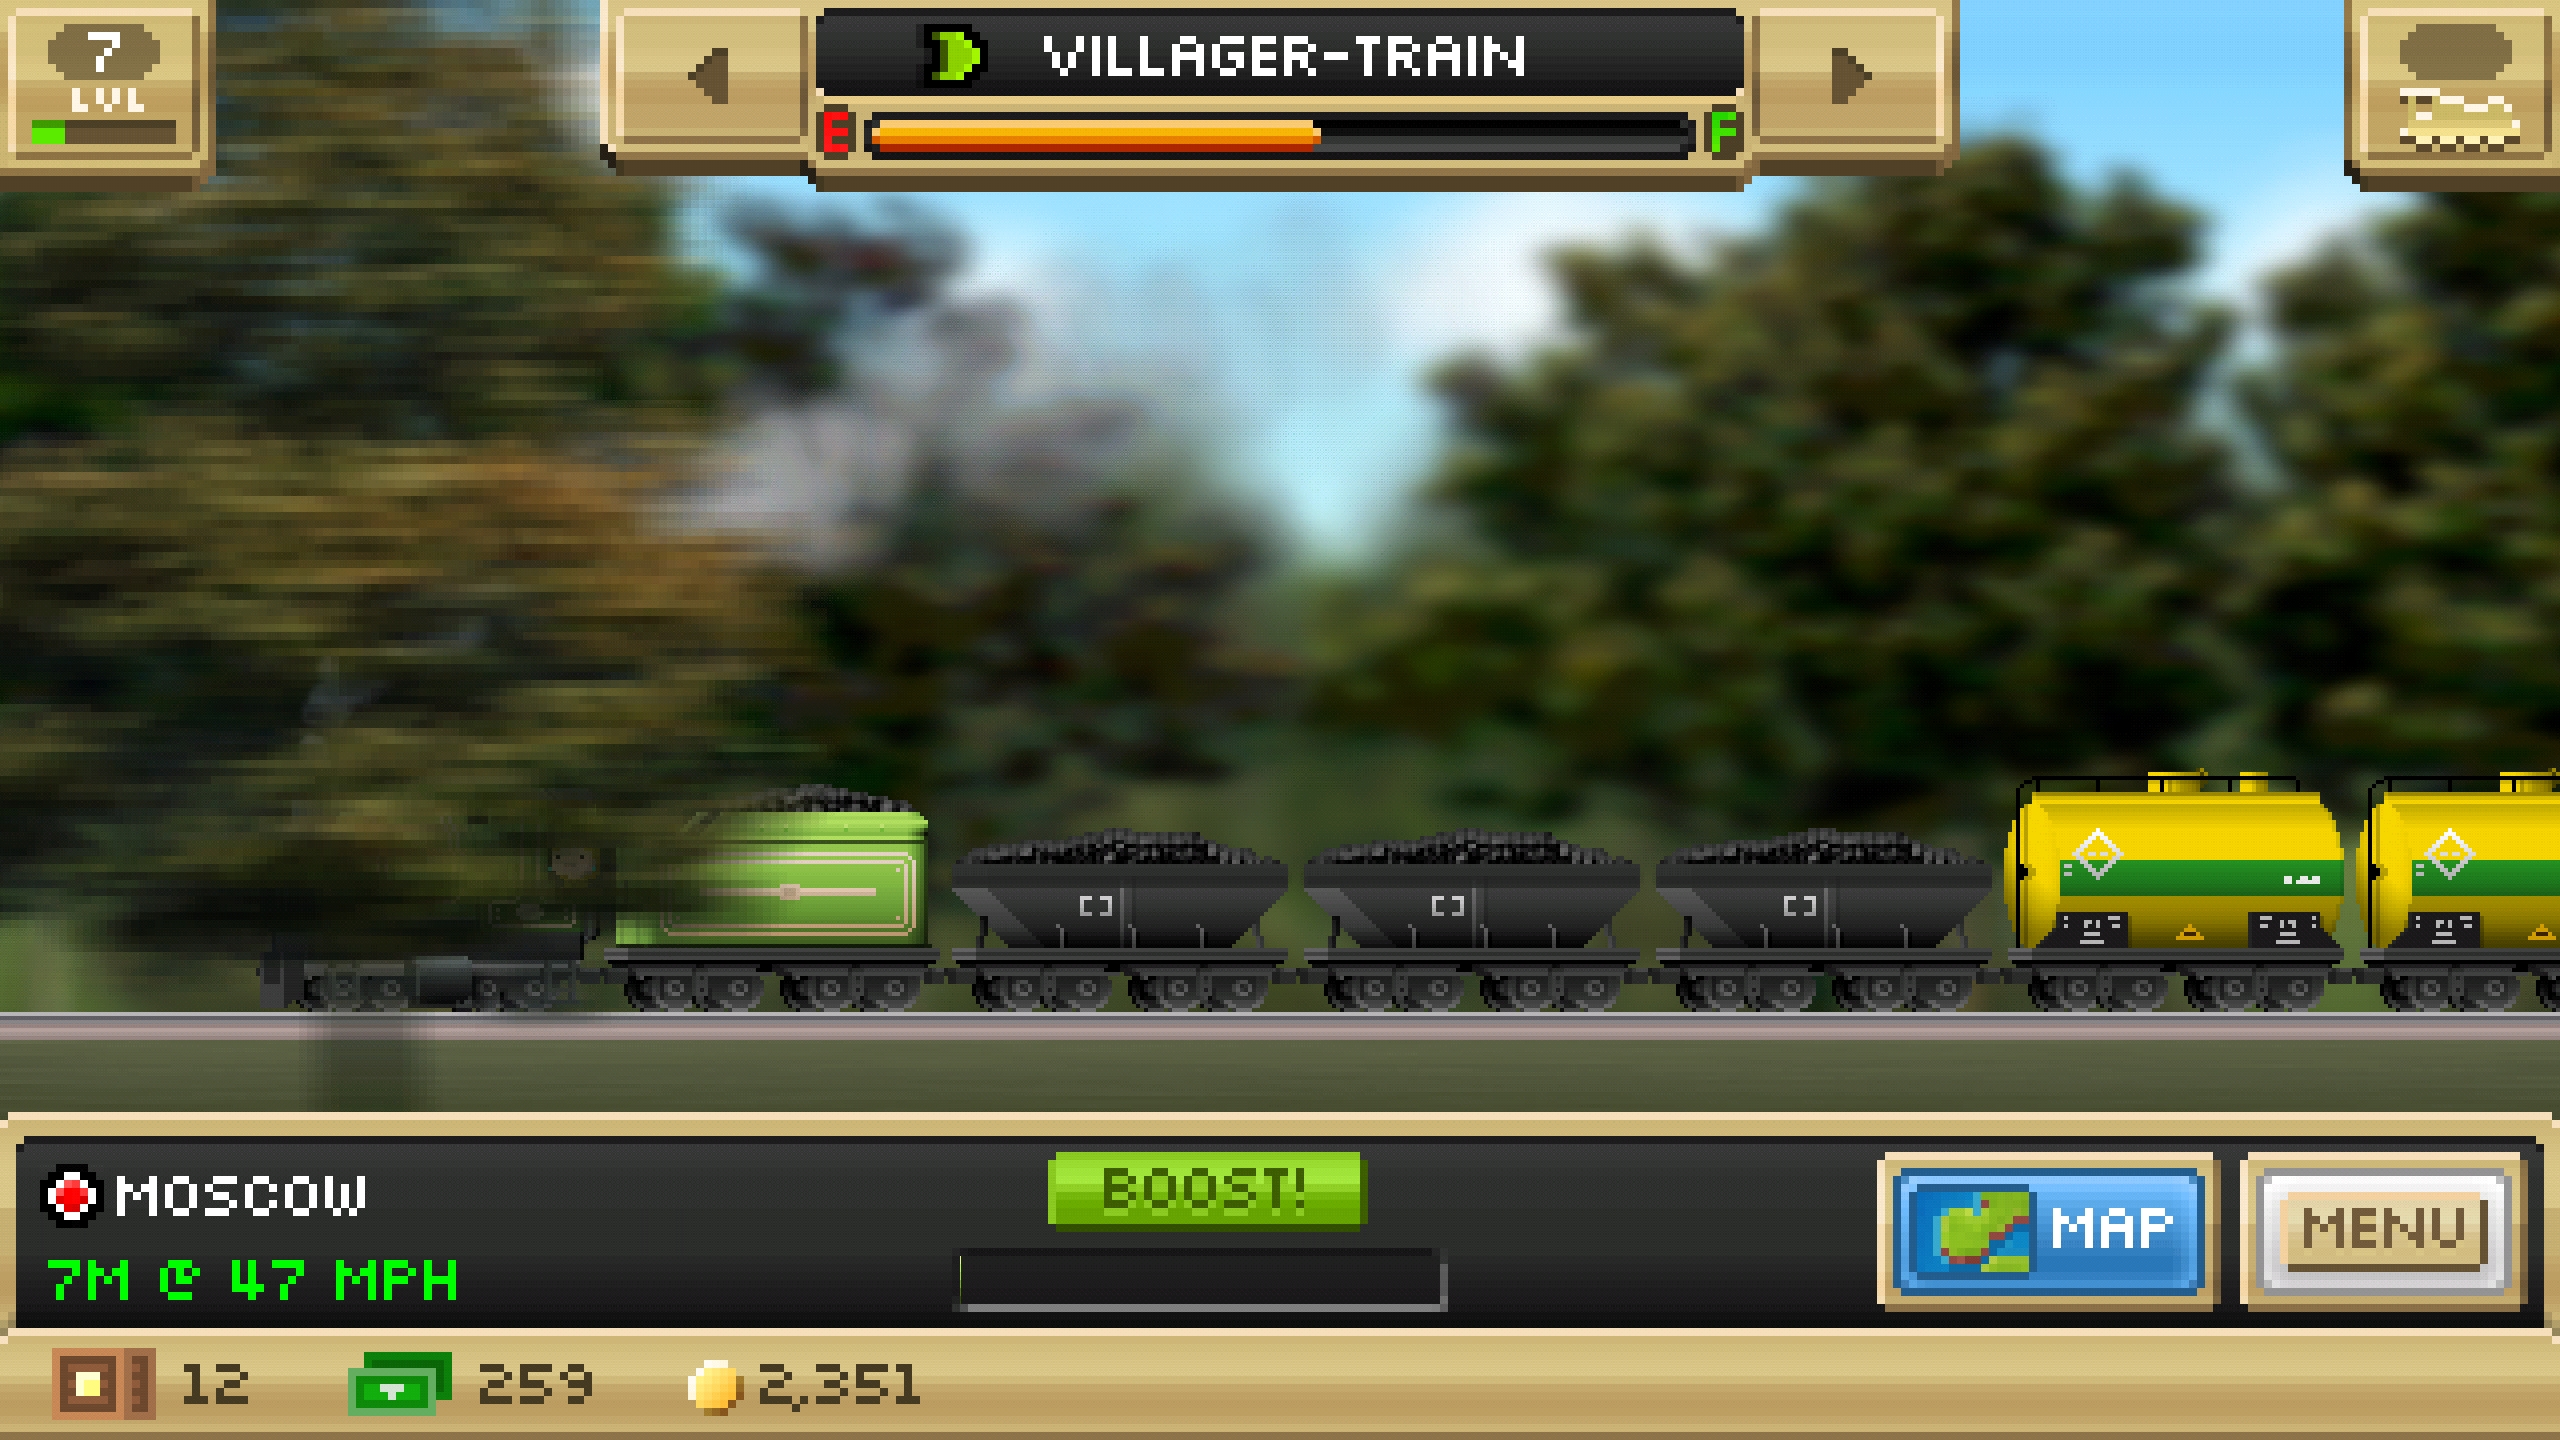 7
LVL
VILLAGER-TRAIN
E F
MOSCOW
BOOST!
MAP
MENU
7M @ 47 MPH
12 259 2,351